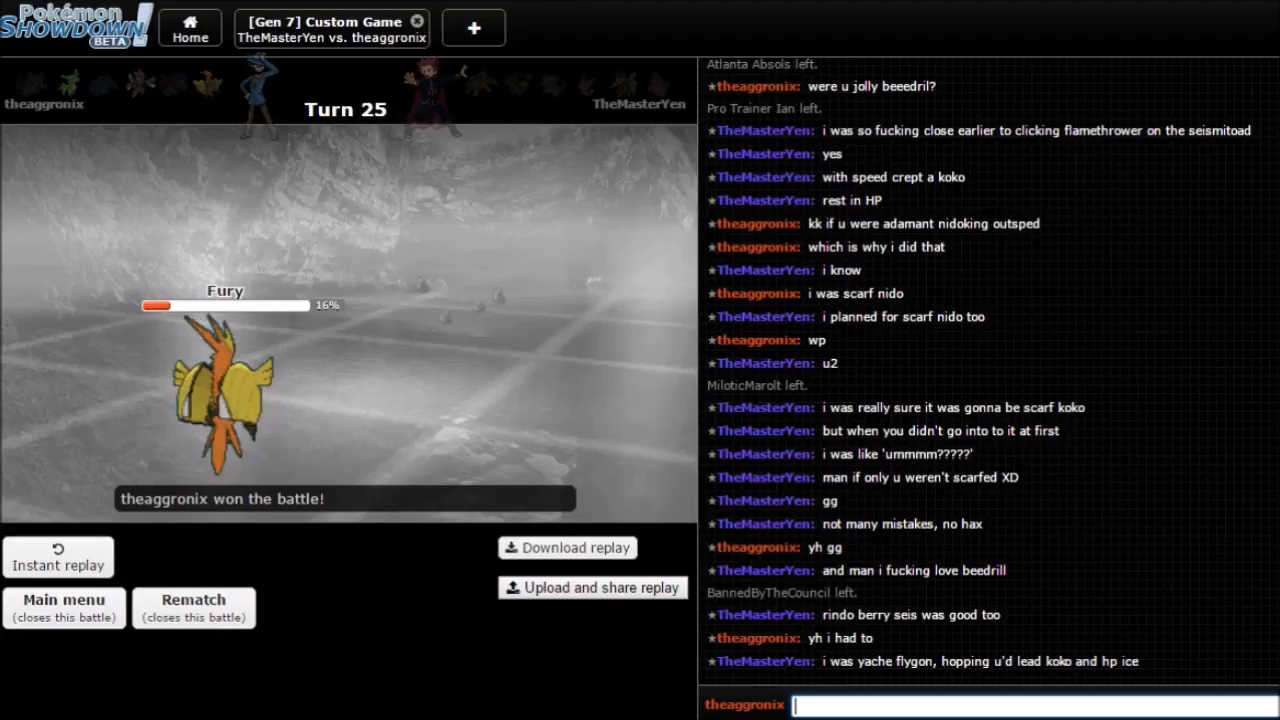 Pokémon
SHOWDOWN!
BETA
Home
[Gen 7] Custom Game
TheMasterYen vs. theaggronix
+
theaggronix
Turn 25
TheMasterYen
Fury
16%
theaggronix won the battle!
Instant replay
Download replay
Upload and share replay
Main menu
(closes this battle)
Rematch
(closes this battle)
Atlanta Absols left.
★theaggronix: were u jolly beeedril?
Pro Trainer Ian left.
★TheMasterYen: i was so fucking close earlier to clicking flamethrower on the seismitoad
★TheMasterYen: yes
★TheMasterYen: with speed crept a koko
★TheMasterYen: rest in HP
★theaggronix: kk if u were adamant nidoking outsped
★theaggronix: which is why i did that
★TheMasterYen: i know
★theaggronix: i was scarf nido
★TheMasterYen: i planned for scarf nido too
★theaggronix: wp
★TheMasterYen: u2
MiloticMarolt left.
★TheMasterYen: i was really sure it was gonna be scarf koko
★TheMasterYen: but when you didn't go into to it at first
★TheMasterYen: i was like 'ummmm?????'
★TheMasterYen: man if only u weren't scarfed XD
★TheMasterYen: gg
★TheMasterYen: not many mistakes, no hax
★theaggronix: yh gg
★TheMasterYen: and man i fucking love beedrill
BannedByTheCouncil left.
★TheMasterYen: rindo berry seis was good too
★theaggronix: yh i had to
★TheMasterYen: i was yache flygon, hopping u'd lead koko and hp ice
theaggronix